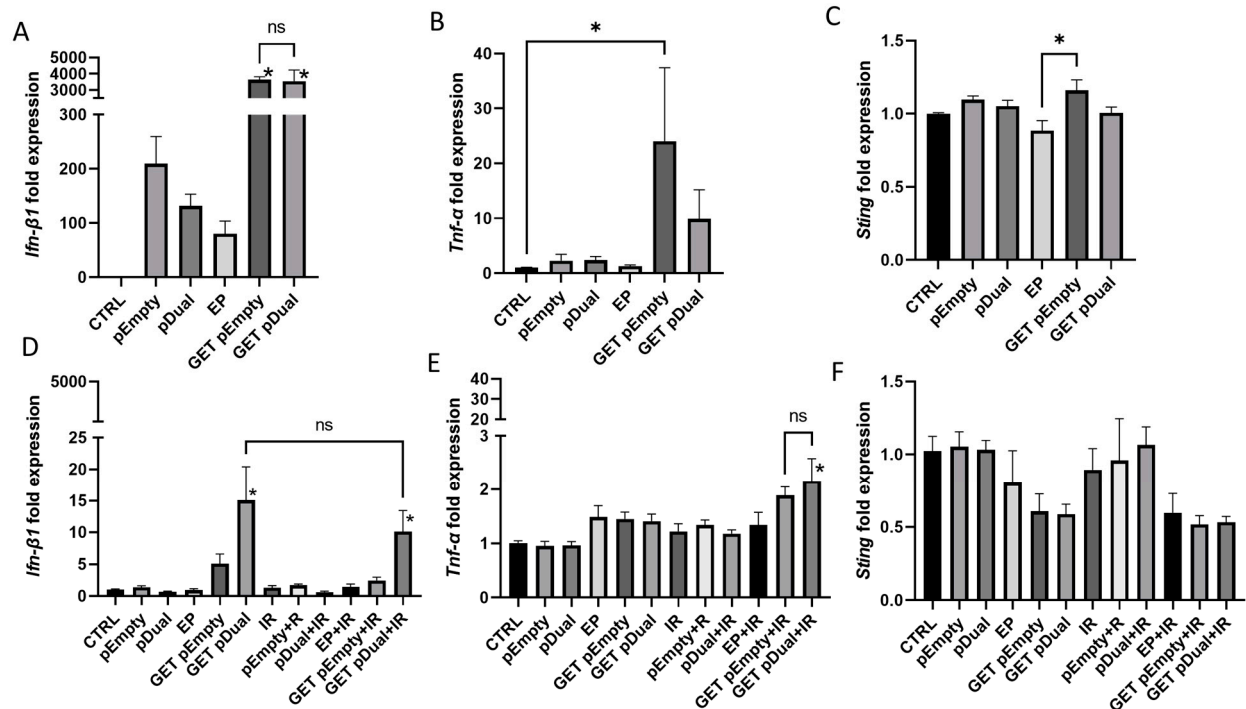 A
Ifn-β1 fold expression
5000
4000
3000
300
200
100
0
ns
*
*
CTRL
pEmpty
pDual
EP
GET pEmpty
GET pDual
B
Tnf-α fold expression
40
30
20
10
0
*
CTRL
pEmpty
pDual
EP
GET pEmpty
GET pDual
C
Sting fold expression
1.5
1.0
0.5
0.0
*
CTRL
pEmpty
pDual
EP
GET pEmpty
GET pDual
D
Ifn-β1 fold expression
5000
25
20
15
10
5
0
ns
*
*
CTRL
pEmpty
pDual
EP
GET pEmpty
GET pDual
IR
pEmpty+R
pDual+IR
EP+IR
GET pEmpty+IR
GET pDual+IR
E
Tnf-α fold expression
40
30
20
3
2
1
0
ns
*
CTRL
pEmpty
pDual
EP
GET pEmpty
GET pDual
IR
pEmpty+R
pDual+IR
EP+IR
GET pEmpty+IR
GET pDual+IR
F
Sting fold expression
1.5
1.0
0.5
0.0
CTRL
pEmpty
pDual
EP
GET pEmpty
GET pDual
IR
pEmpty+R
pDual+IR
EP+IR
GET pEmpty+IR
GET pDual+IR